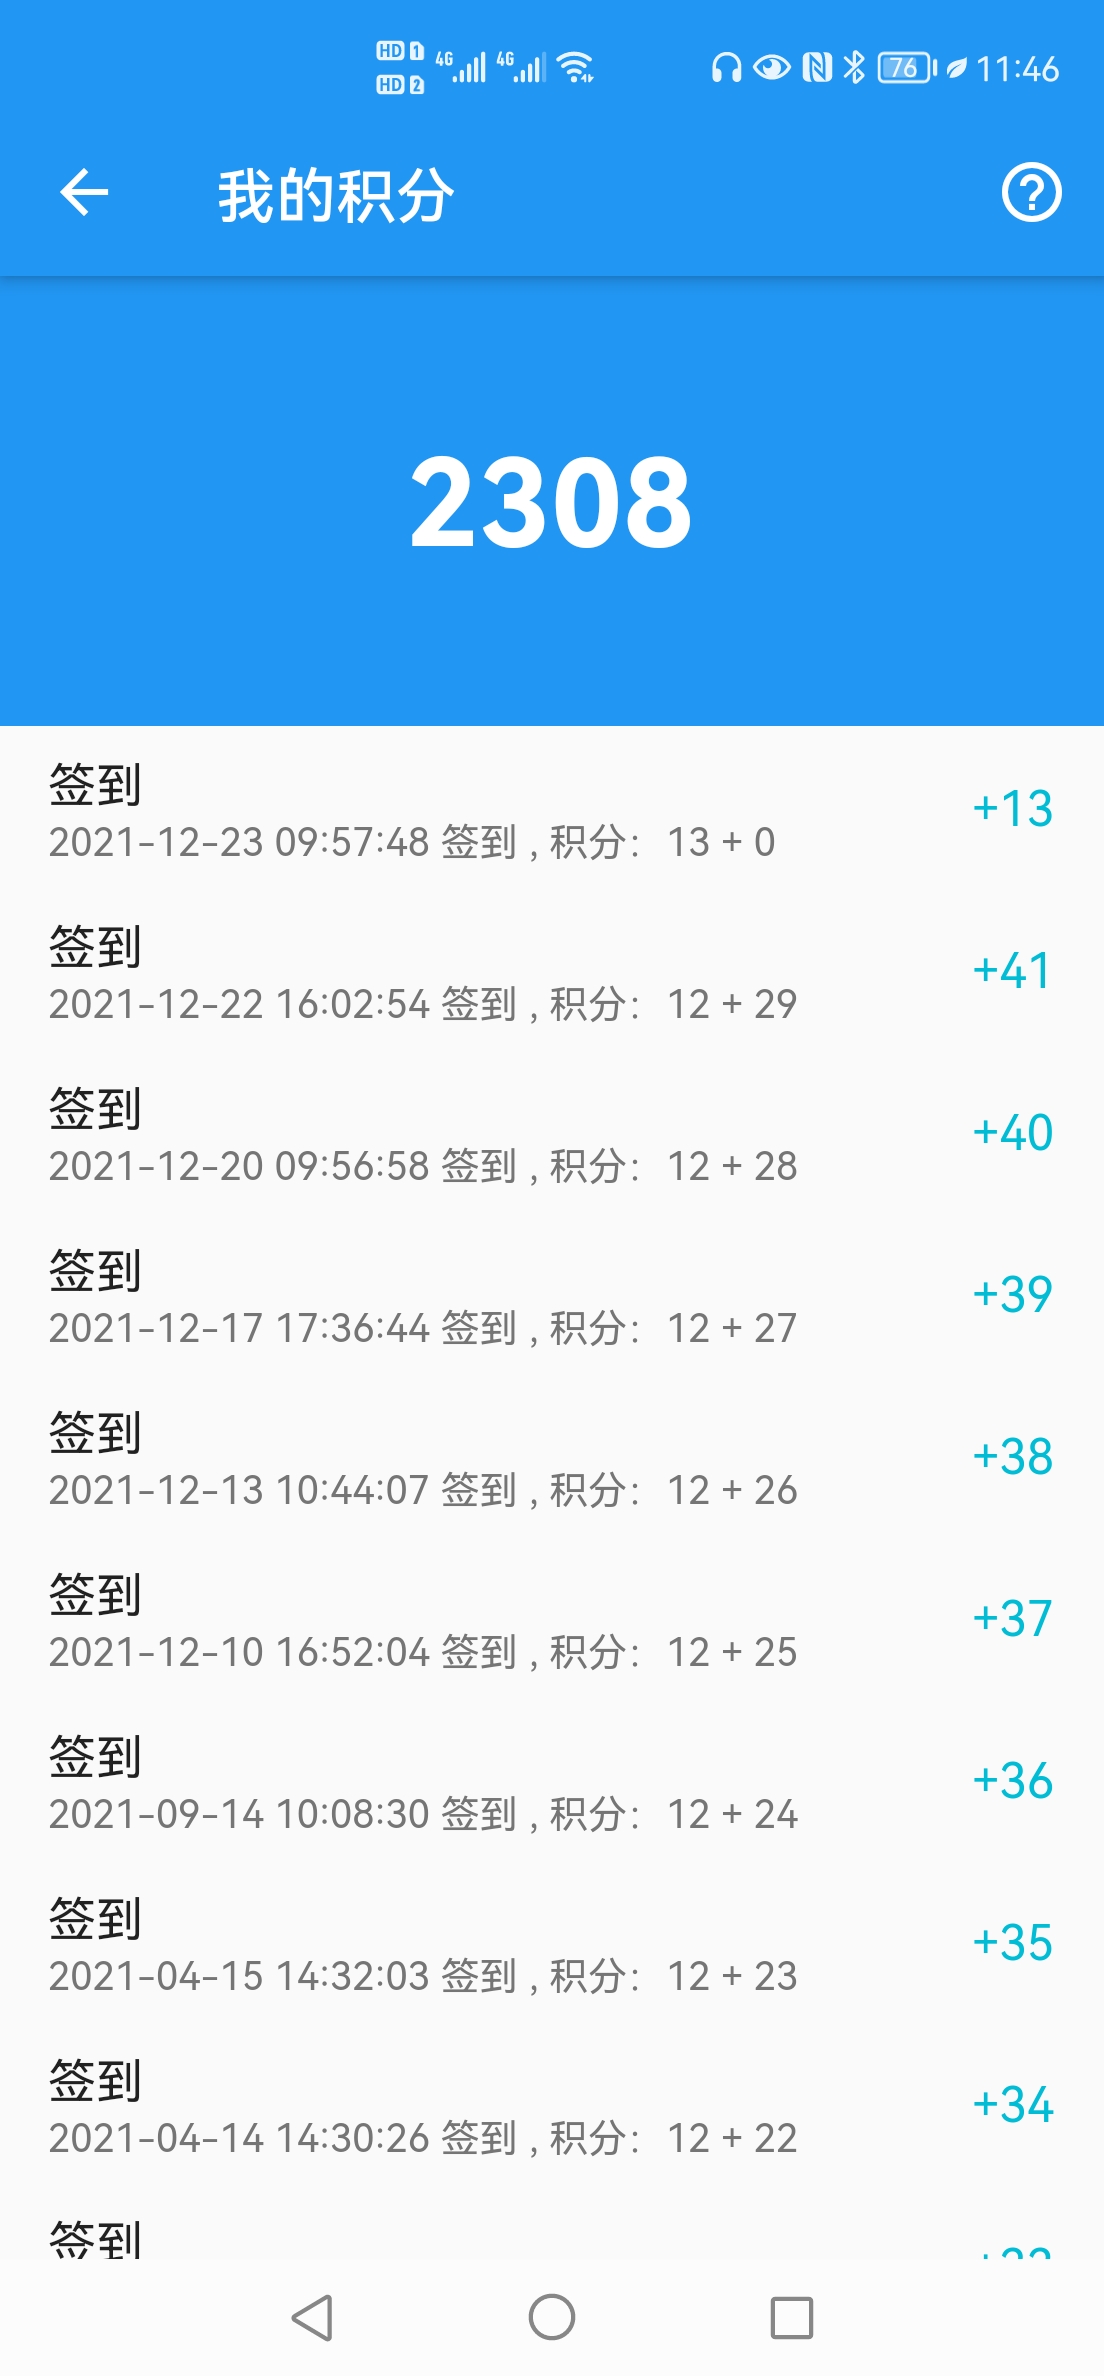 HD 1 4G 4G 76 11:46
HD 2
我的积分
2308
签到
+13
2021-12-23 09:57:48 签到 , 积分：13 + 0
签到
+41
2021-12-22 16:02:54 签到 , 积分：12 + 29
签到
+40
2021-12-20 09:56:58 签到 , 积分：12 + 28
签到
+39
2021-12-17 17:36:44 签到 , 积分：12 + 27
签到
+38
2021-12-13 10:44:07 签到 , 积分：12 + 26
签到
+37
2021-12-10 16:52:04 签到 , 积分：12 + 25
签到
+36
2021-09-14 10:08:30 签到 , 积分：12 + 24
签到
+35
2021-04-15 14:32:03 签到 , 积分：12 + 23
签到
+34
2021-04-14 14:30:26 签到 , 积分：12 + 22
签到